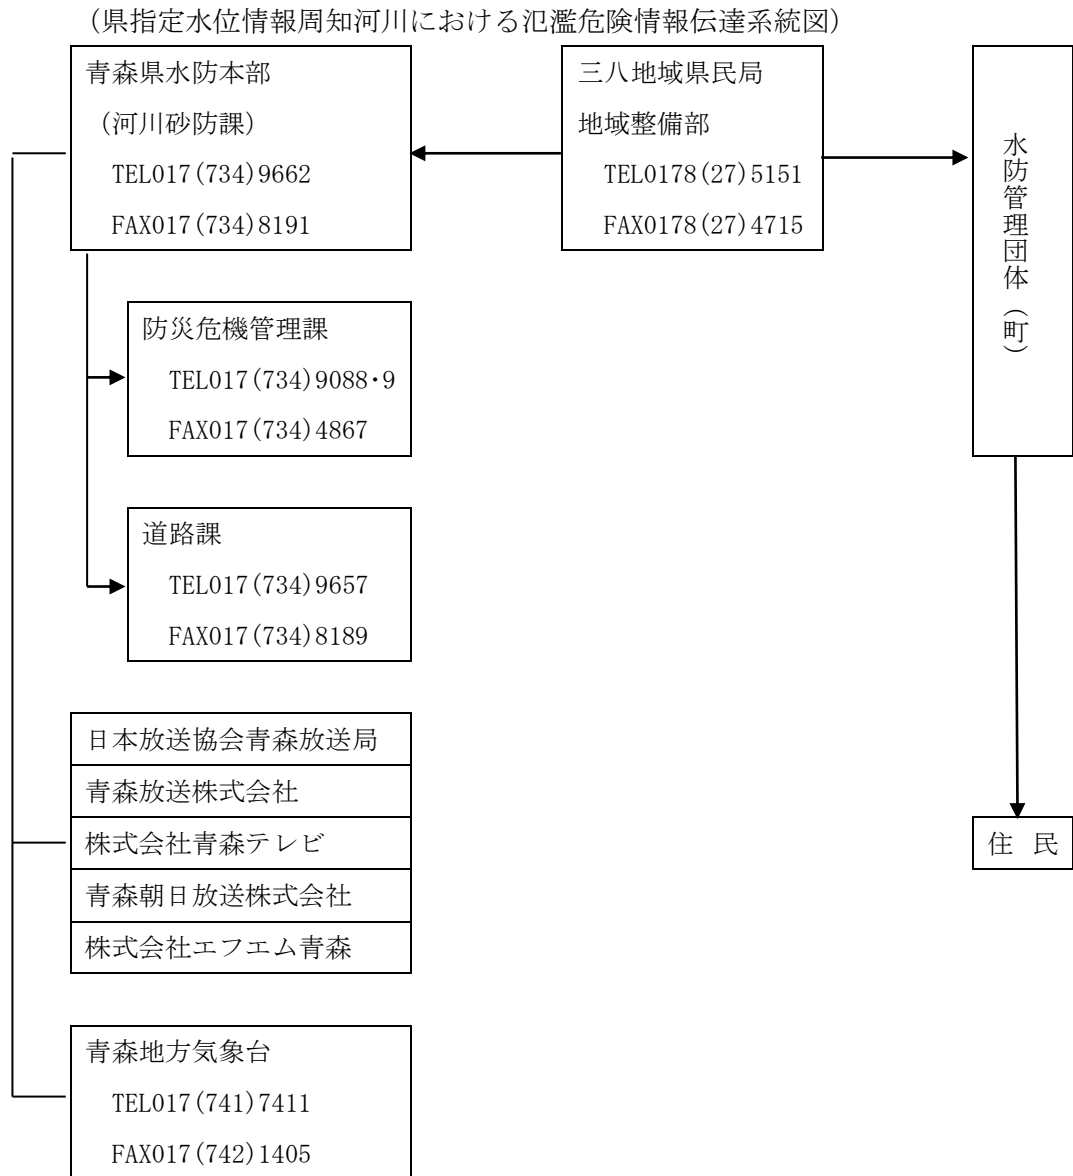 (県指定水位情報周知河川における氾濫危険情報伝達系統図)
青森県水防本部
(河川砂防課)
TEL017(734)9662
FAX017(734)8191
三八地域県民局
地域整備部
TEL0178(27)5151
FAX0178(27)4715
水防管理団体(町)
防災危機管理課
TEL017(734)9088・9
FAX017(734)4867
道路課
TEL017(734)9657
FAX017(734)8189
日本放送協会青森放送局
青森放送株式会社
株式会社青森テレビ
青森朝日放送株式会社
株式会社エフエム青森
住 民
青森地方気象台
TEL017(741)7411
FAX017(742)1405